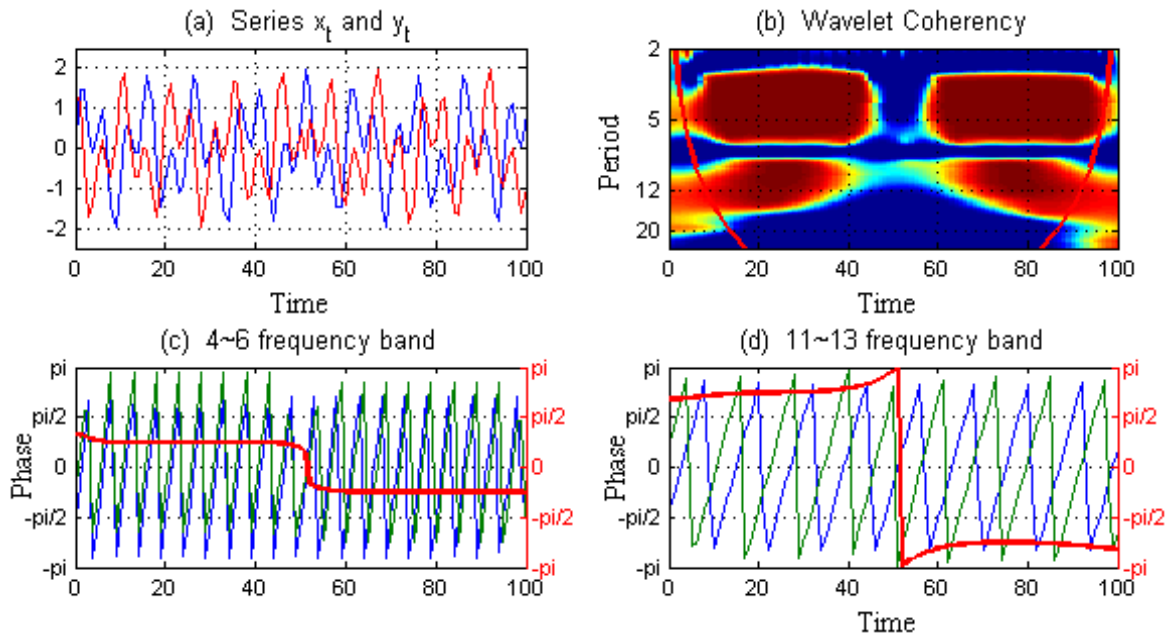 (a) Series x_t and y_t
2
1
0
-1
-2
0 20 40 60 80 100
Time
(b) Wavelet Coherency
Period
2
5
12
20
0 20 40 60 80 100
Time
(c) 4~6 frequency band
Phase
pi
pi/2
0
-pi/2
-pi
pi
pi/2
0
-pi/2
-pi
0 20 40 60 80 100
(d) 11~13 frequency band
Phase
pi
pi/2
0
-pi/2
-pi
pi
pi/2
0
-pi/2
-pi
0 20 40 60 80 100
Time